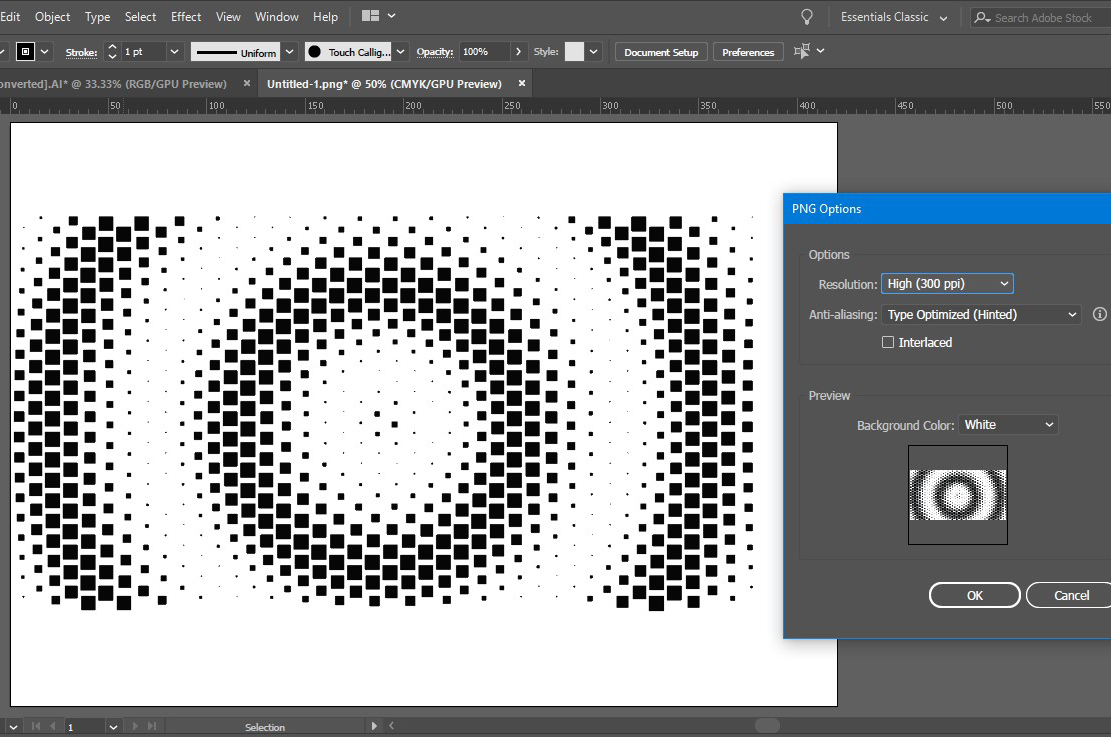 Edit Object Type Select Effect View Window Help Essentials Classic Search Adobe Stock
Stroke: 1 pt Uniform Touch Callig... Opacity: 100% Style: Document Setup Preferences
onverted].AI* @ 33.33% (RGB/GPU Preview) × Untitled-1.png* @ 50% (CMYK/GPU Preview) ×
0 50 100 150 200 250 300 350 400 450 500 550
PNG Options
Options
Resolution: High (300 ppi)
Anti-aliasing: Type Optimized (Hinted)
Interlaced
Preview
Background Color: White
OK Cancel
1 Selection